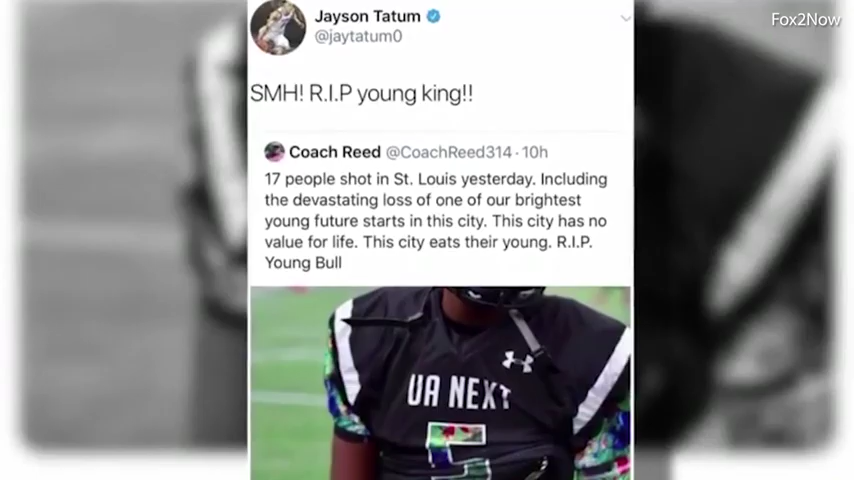 Fox2Now
Jayson Tatum
@jaytatum0
SMH! R.I.P young king!!
Coach Reed @CoachReed314 · 10h
17 people shot in St. Louis yesterday. Including
the devastating loss of one of our brightest
young future starts in this city. This city has no
value for life. This city eats their young. R.I.P.
Young Bull
UA NEXT
5